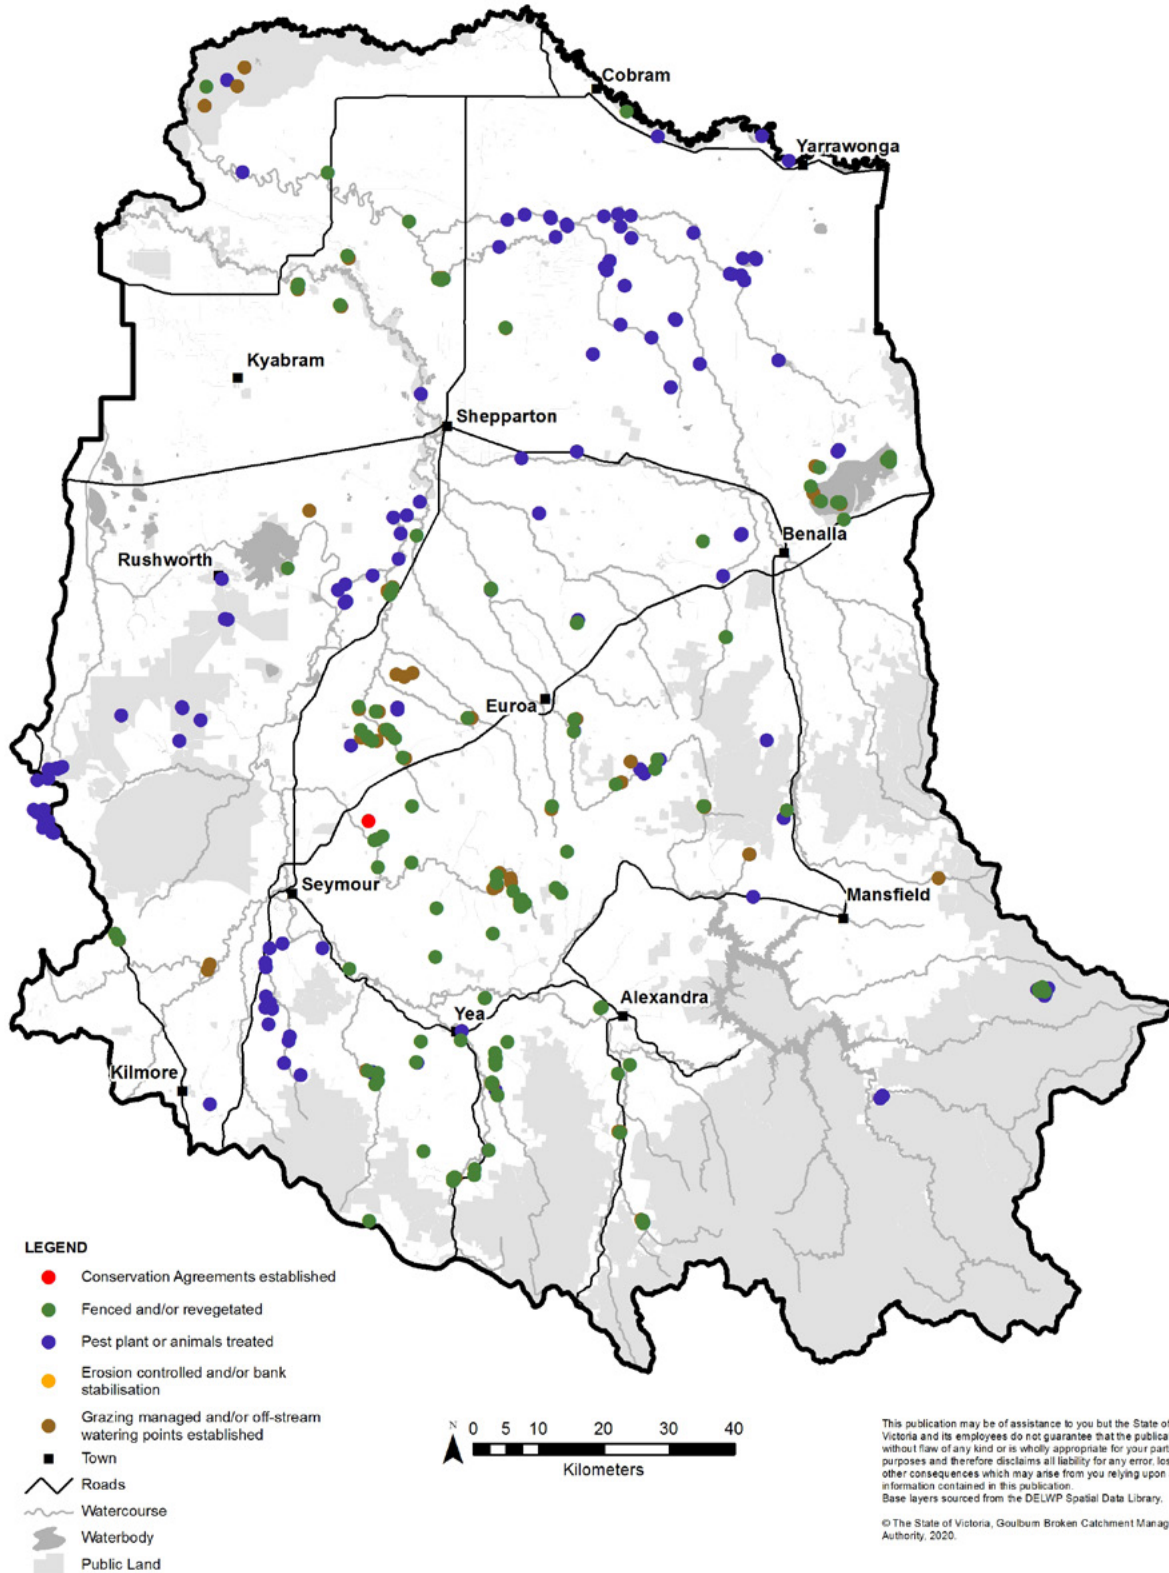 Cobram
Yarrawonga
Kyabram
Shepparton
Benalla
Rushworth
Euroa
Seymour
Mansfield
Alexandra
Yea
Kilmore
LEGEND
Conservation Agreements established
Fenced and/or revegetated
Pest plant or animals treated
Erosion controlled and/or bank
stabilisation
Grazing managed and/or off-stream
watering points established
Town
Roads
Watercourse
Waterbody
Public Land
N
0 5 10 20 30 40
Kilometers
This publication may be of assistance to you but the State of
Victoria and its employees do not guarantee that the publica
without flaw of any kind or is wholly appropriate for your part
purposes and therefore disclaims all liability for any error, los
other consequences which may arise from you relying upon
information contained in this publication.
Base layers sourced from the DELWP Spatial Data Library.
© The State of Victoria, Goulburn Broken Catchment Manag
Authority, 2020.